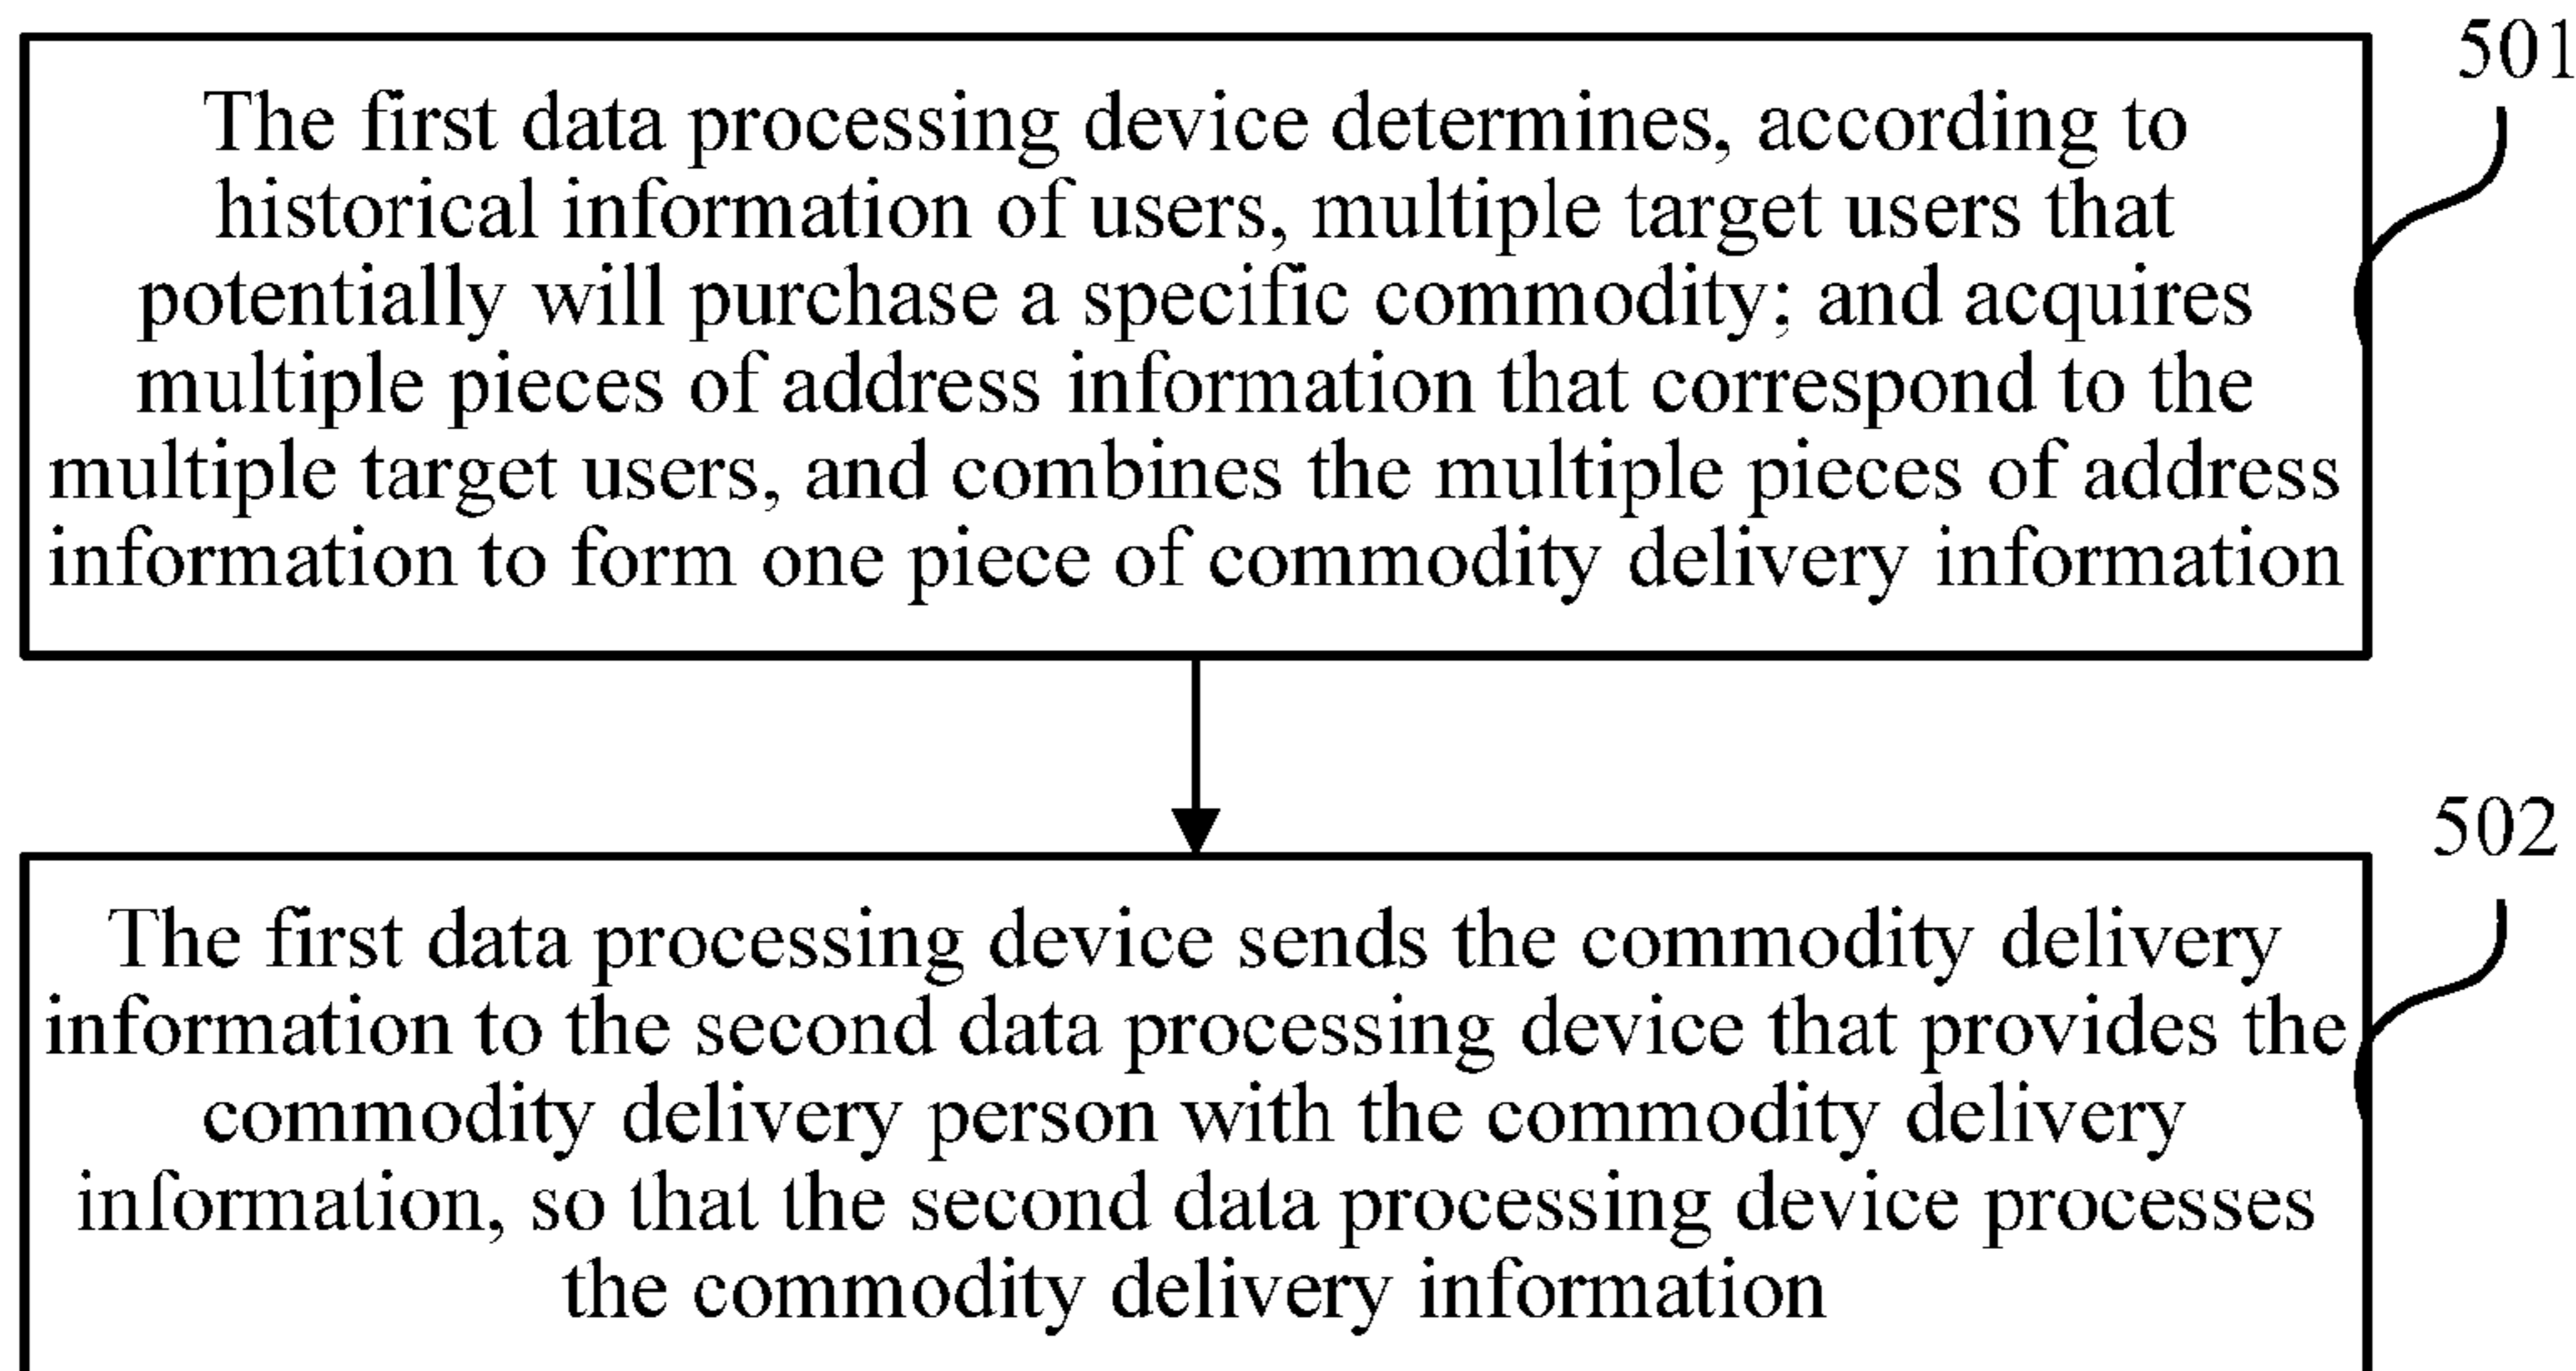 501
The first data processing device determines, according to
historical information of users, multiple target users that
potentially will purchase a specific commodity; and acquires
multiple pieces of address information that correspond to the
multiple target users, and combines the multiple pieces of address
information to form one piece of commodity delivery information
502
The first data processing device sends the commodity delivery
information to the second data processing device that provides the
commodity delivery person with the commodity delivery
information, so that the second data processing device processes
the commodity delivery information